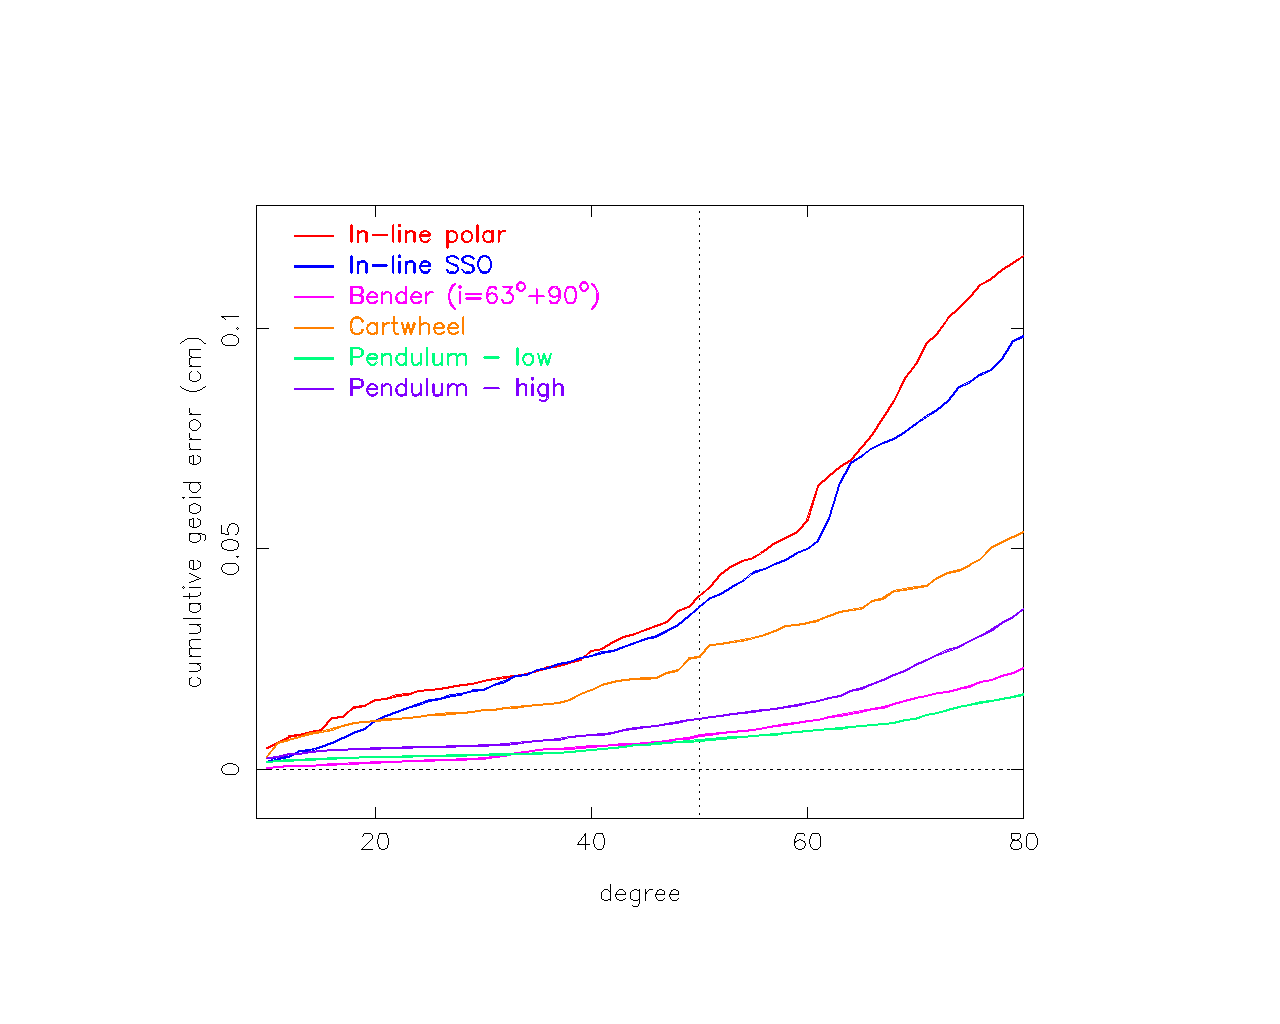 In-line polar
In-line SSO
Bender (i=63°+90°)
Cartwheel
Pendulum - low
Pendulum - high
cumulative geoid error (cm)
0.1
0.05
0
20 40 60 80
degree